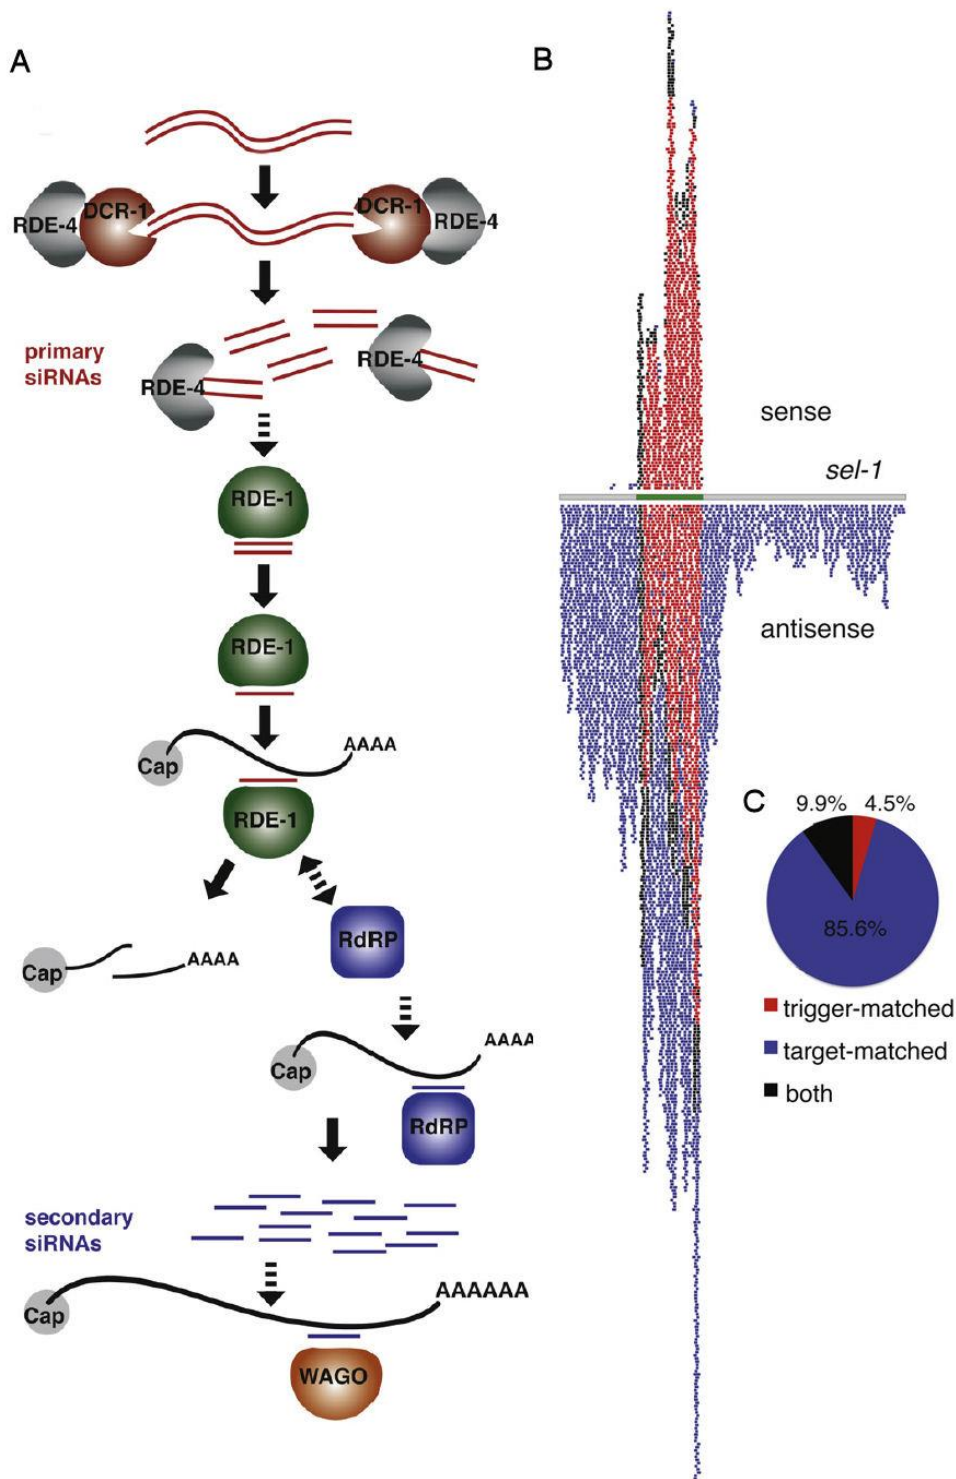 A
DCR-1
RDE-4
DCR-1
RDE-4
primary
siRNAs
RDE-4
RDE-4
RDE-1
RDE-1
AAAA
Cap
RDE-1
RdRP
AAAA
Cap
AAAA
Cap
RdRP
secondary
siRNAs
AAAAAA
Cap
WAGO
B
sense
sel-1
antisense
C
9.9%
4.5%
85.6%
trigger-matched
target-matched
both